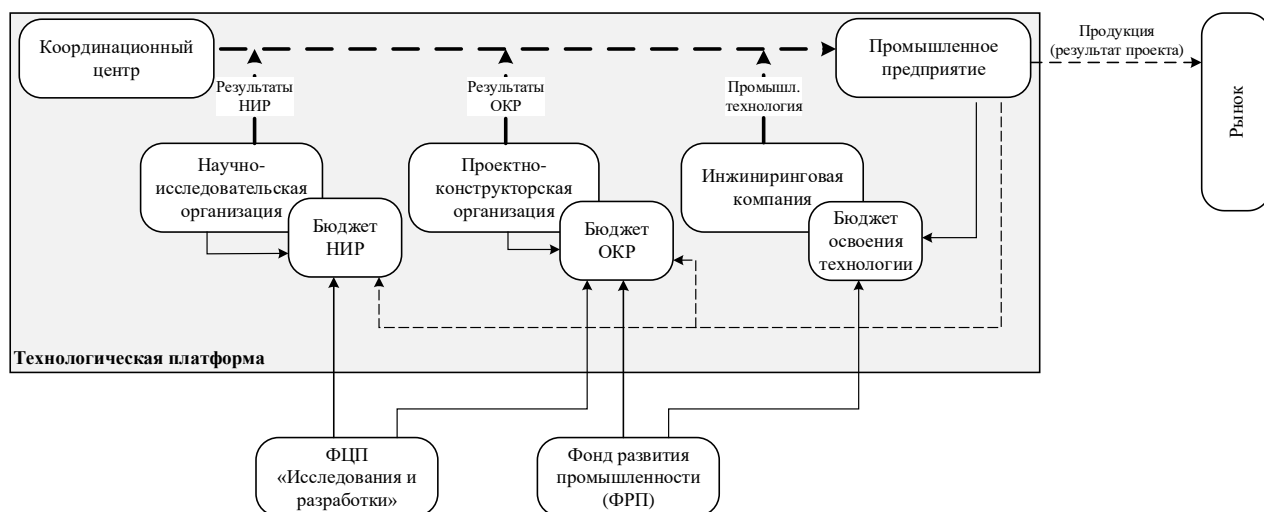 Координационный
центр
Промышленное
предприятие
Продукция
(результат проекта)
Рынок
Результаты
НИР
Результаты
ОКР
Промышл.
технология
Научно-
исследовательская
организация
Бюджет
НИР
Проектно-
конструкторская
организация
Бюджет
ОКР
Инжиниринговая
компания
Бюджет
освоения
технологии
Технологическая платформа
ФЦП
«Исследования и
разработки»
Фонд развития
промышленности
(ФРП)